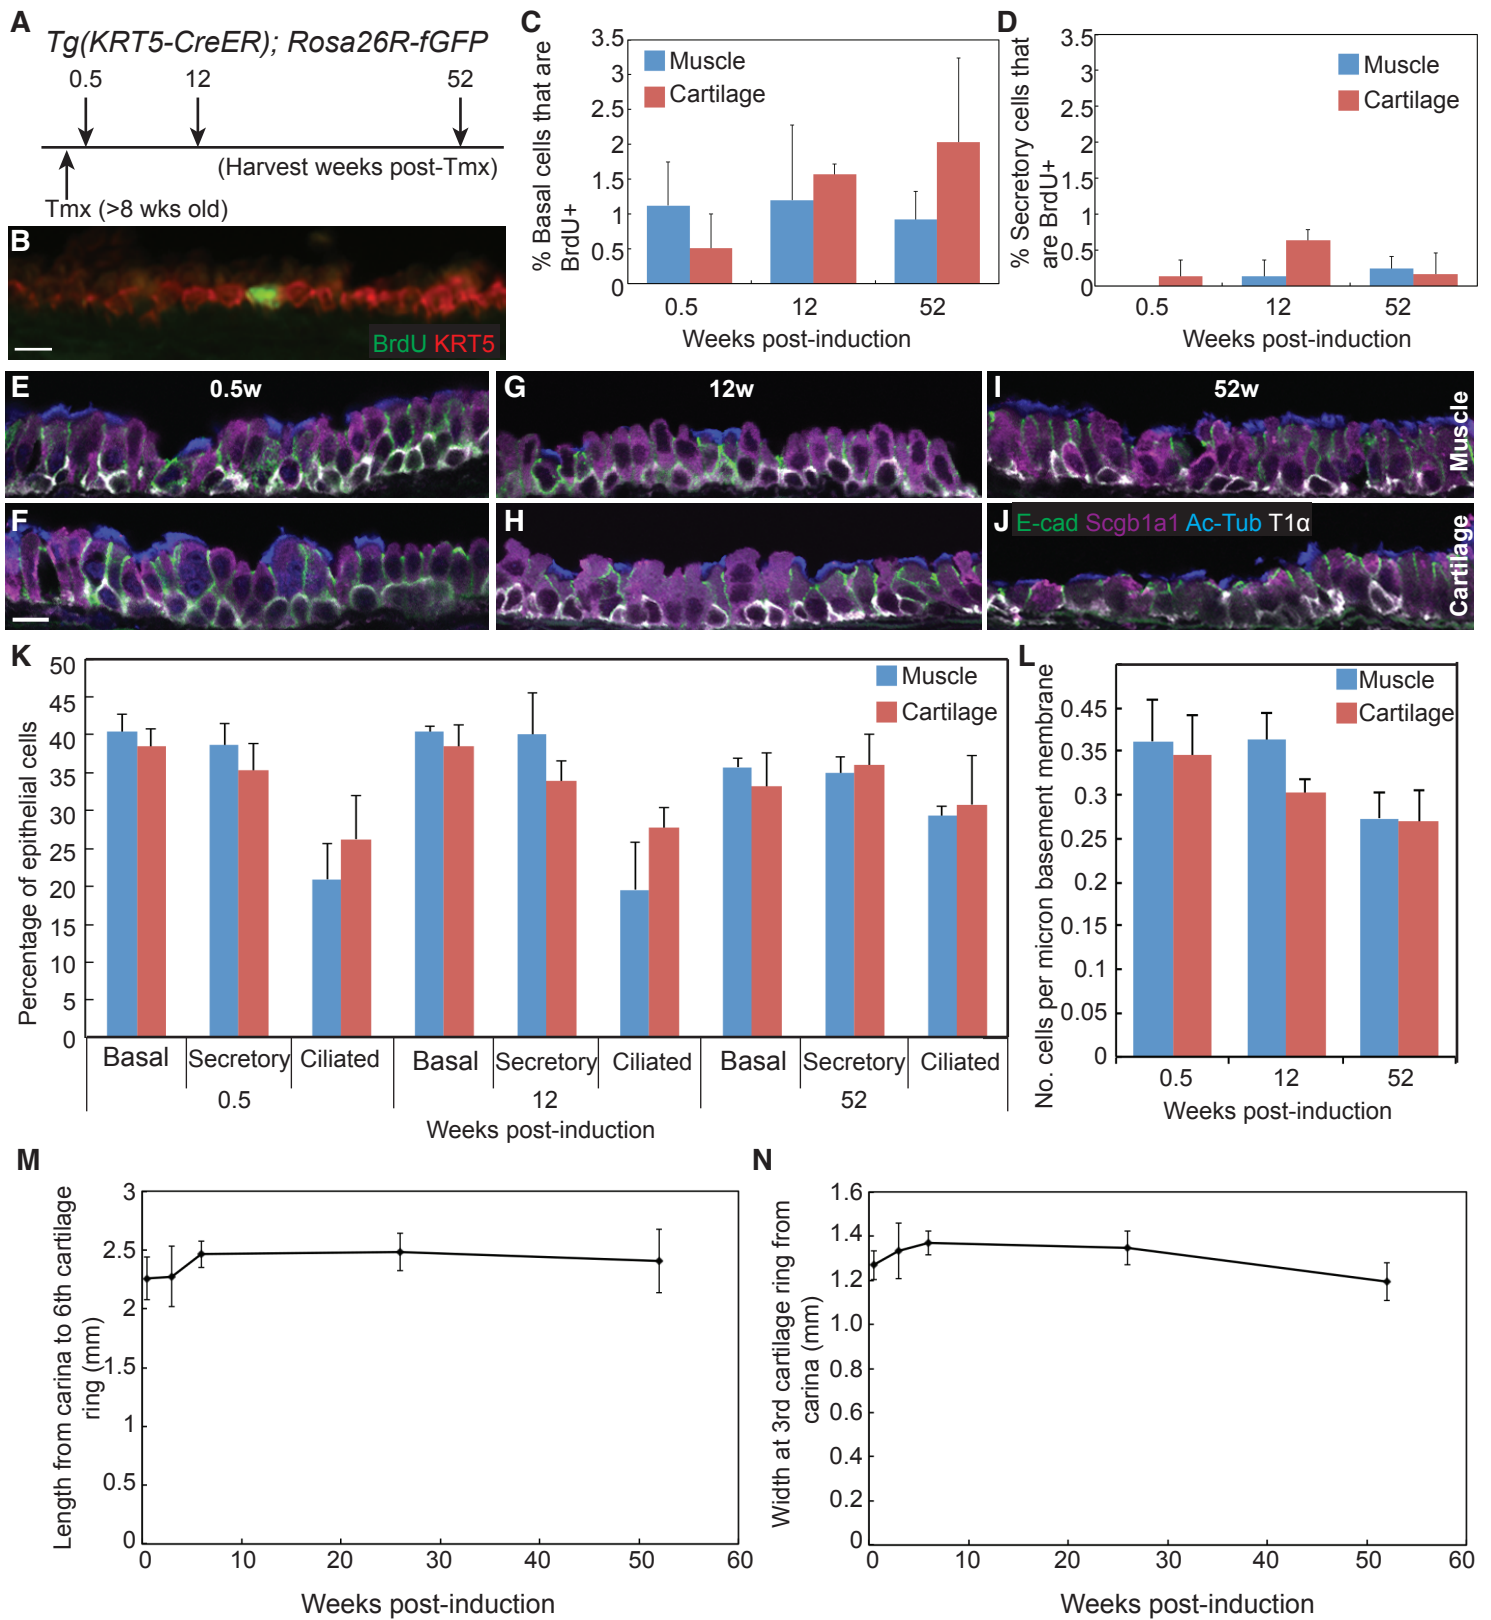 A
Tg(KRT5-CreER); Rosa26R-fGFP
0.5 12 52
(Harvest weeks post-Tmx)
Tmx (>8 wks old)
B
BrdU KRT5
C
% Basal cells that are
BrdU+
3.5
3
2.5
2
1.5
1
0.5
0
Muscle
Cartilage
0.5 12 52
Weeks post-induction
D
% Secretory cells that
are BrdU+
3.5
3
2.5
2
1.5
1
0.5
0
Muscle
Cartilage
0.5 12 52
Weeks post-induction
E 0.5w
G 12w
I 52w
Muscle
F
H
J E-cad Scgb1a1 Ac-Tub T1α
Cartilage
K
Percentage of epithelial cells
50
45
40
35
30
25
20
15
10
5
0
Muscle
Cartilage
Basal Secretory Ciliated Basal Secretory Ciliated Basal Secretory Ciliated
0.5 12 52
Weeks post-induction
L
No. cells per micron basement membrane
0.45
0.35
0.3
0.25
0.2
0.15
0.1
0.05
0
Muscle
Cartilage
0.5 12 52
Weeks post-induction
M
Length from carina to 6th cartilage
ring (mm)
3
2.5
2
1.5
1
0.5
0
0 10 20 30 40 50 60
Weeks post-induction
N
Width at 3rd cartilage ring from
carina (mm)
1.6
1.4
1.2
1.0
0.8
0.6
0.4
0.2
0
0 10 20 30 40 50 60
Weeks post-induction